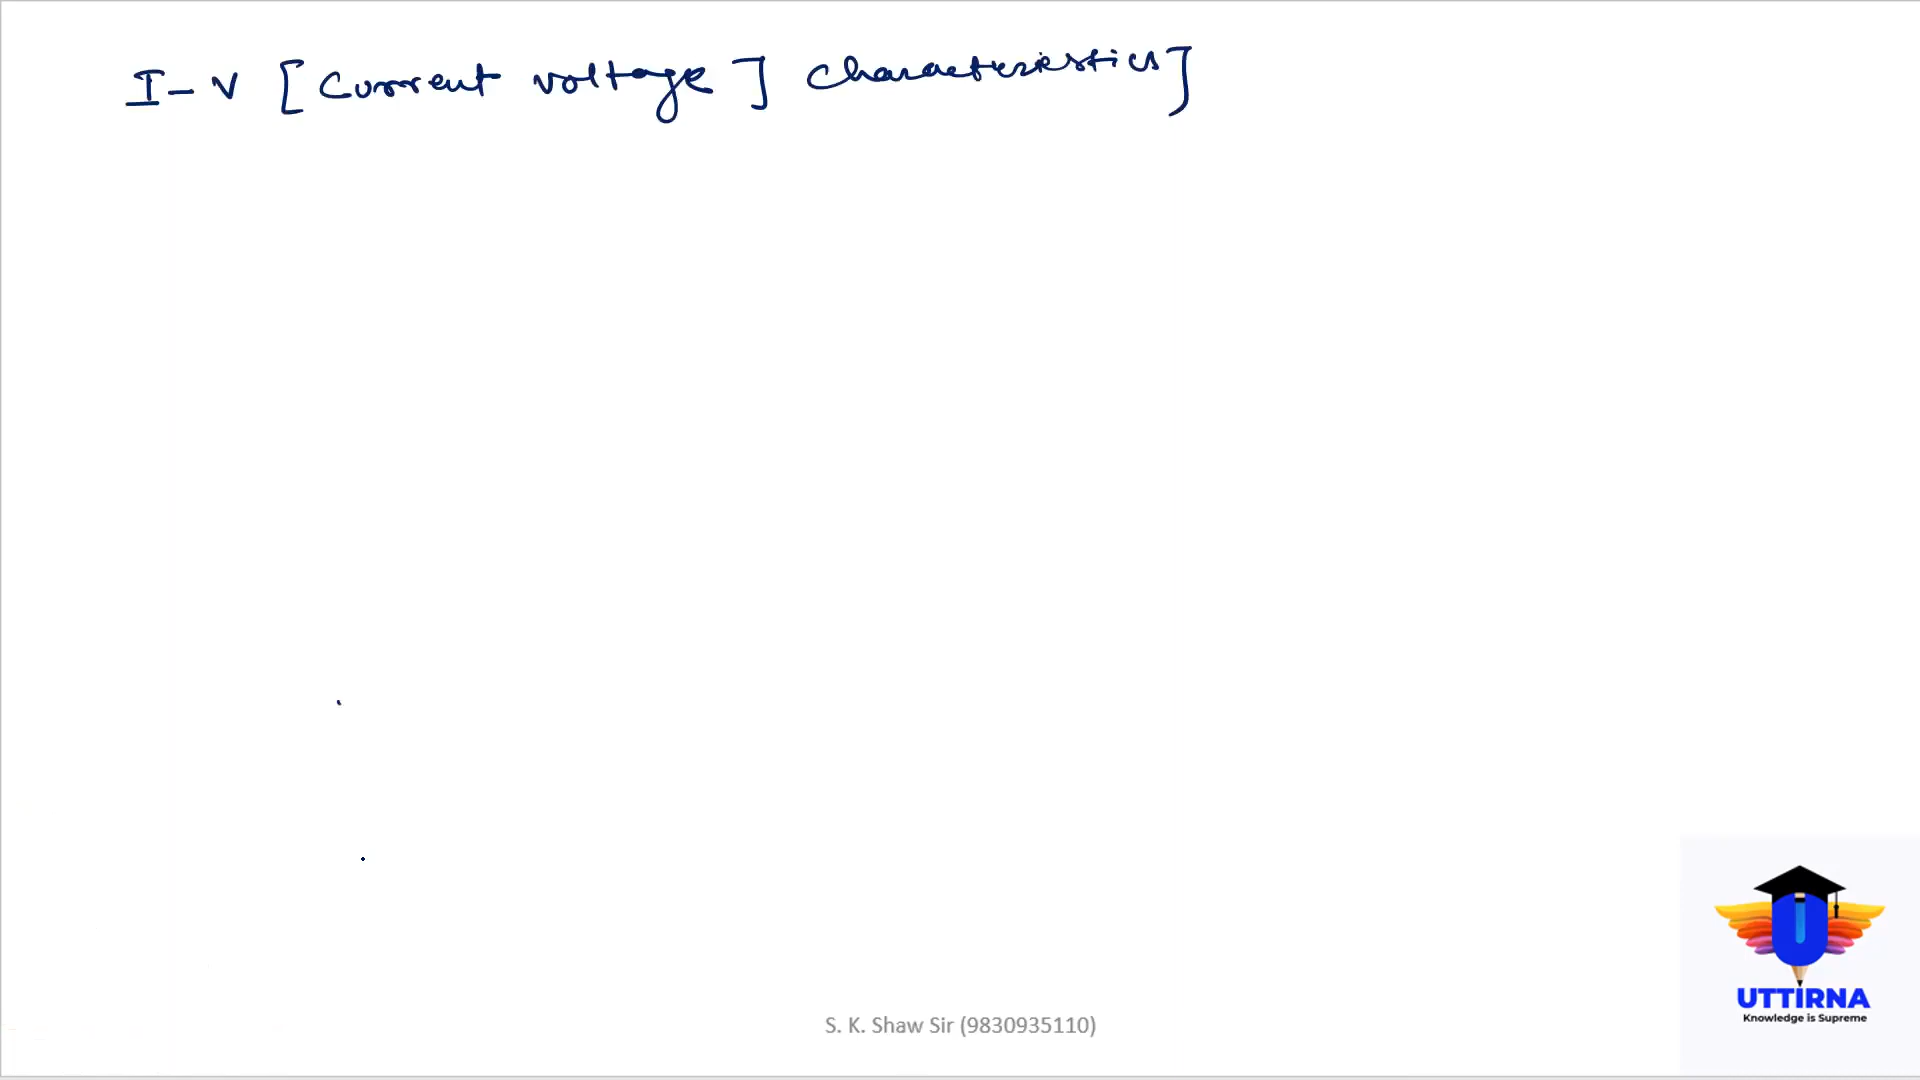 I - V [Current voltage] characteristics]
S. K. Shaw Sir (9830935110)
UTTIRNA
Knowledge is Supreme